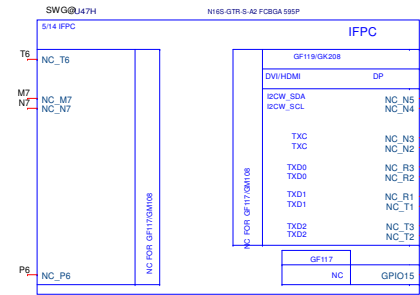 SWG@U47H N16S-GTR-S-A2 FCBGA 595P
5/14 IFPC
IFPC
T6 NC_T6
GF119/GK208
DVI/HDMI DP
M7 NC_M7
N7 NC_N7
I2CW_SDA NC_N5
I2CW_SCL NC_N4
TXC NC_N3
TXC NC_N2
TXD0 NC_R3
TXD0 NC_R2
TXD1 NC_R1
TXD1 NC_T1
TXD2 NC_T3
TXD2 NC_T2
NC FOR GF117/GM108
NC FOR GF117/GM108
GF117
P6 NC_P6
NC GPIO15